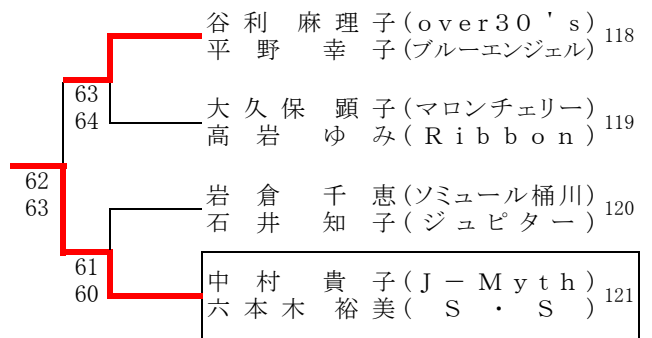 谷利 麻理子(over30's)
平野 幸子(ブルーエンジェル)
118
63
64
大久保 顕子(マロンチェリー)
高岩 ゆみ(Ribbon)
119
62
63
岩倉 千恵(ソミュール桶川)
石井 知子(ジュピター)
120
61
60
中村 貴子(J－Myth)
六本木 裕美(S・S)
121